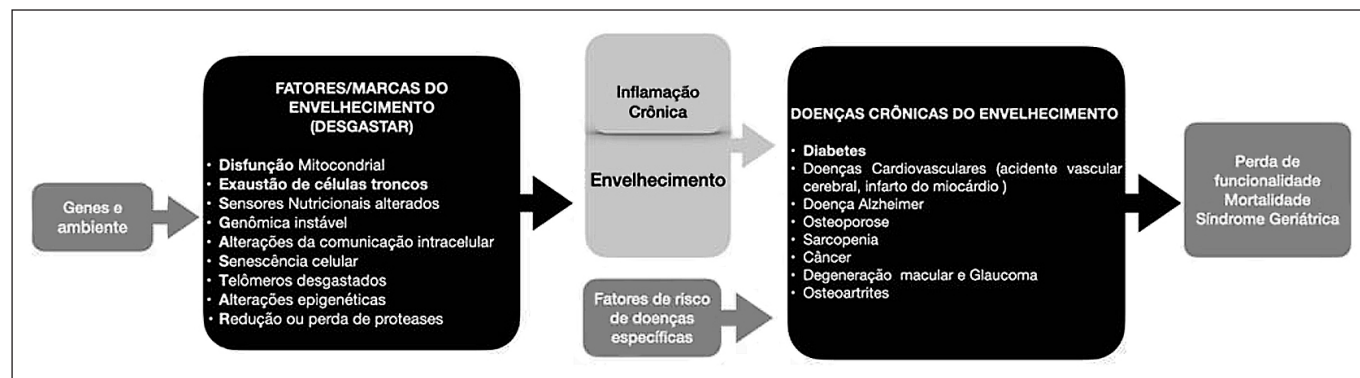 Genes e
ambiente
FATORES/MARCAS DO
ENVELHECIMENTO
(DESGASTAR)
• Disfunção Mitocondrial
• Exaustão de células troncos
• Sensores Nutricionais alterados
• Genômica instável
• Alterações da comunicação intracelular
• Senescência celular
• Telômeros desgastados
• Alterações epigenéticas
• Redução ou perda de proteases
Inflamação
Crônica
Envelhecimento
Fatores de risco
de doenças
específicas
DOENÇAS CRÔNICAS DO ENVELHECIMENTO
• Diabetes
• Doenças Cardiovasculares (acidente vascular
cerebral, infarto do miocárdio )
• Doença Alzheimer
• Osteoporose
• Sarcopenia
• Câncer
• Degeneração macular e Glaucoma
• Osteoartrites
Perda de
funcionalidade
Mortalidade
Síndrome Geriátrica